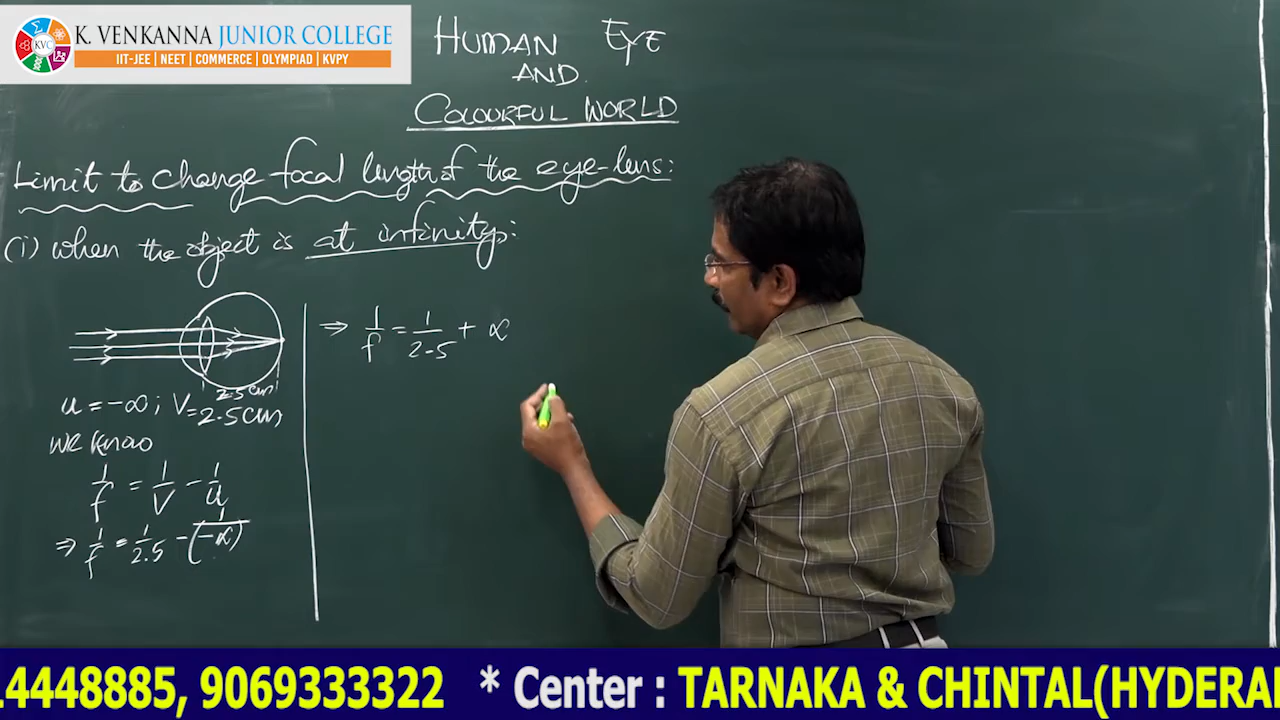 KVC
K. VENKANNA JUNIOR COLLEGE
IIT-JEE | NEET | COMMERCE | OLYMPIAD | KVPY
HUMAN EYE
AND
COLOURFUL WORLD
Limit to change focal length of the eye-lens:
(i) when the object is at infinity:
2.5cm
u = -∞; V= 2.5cm
we know
1/f = 1/V - 1/u
⇒ 1/f = 1/2.5 - 1/(-∝)
⇒ 1/f = 1/2.5 + ∝
4448885, 9069333322 * Center : TARNAKA & CHINTAL(HYDERA